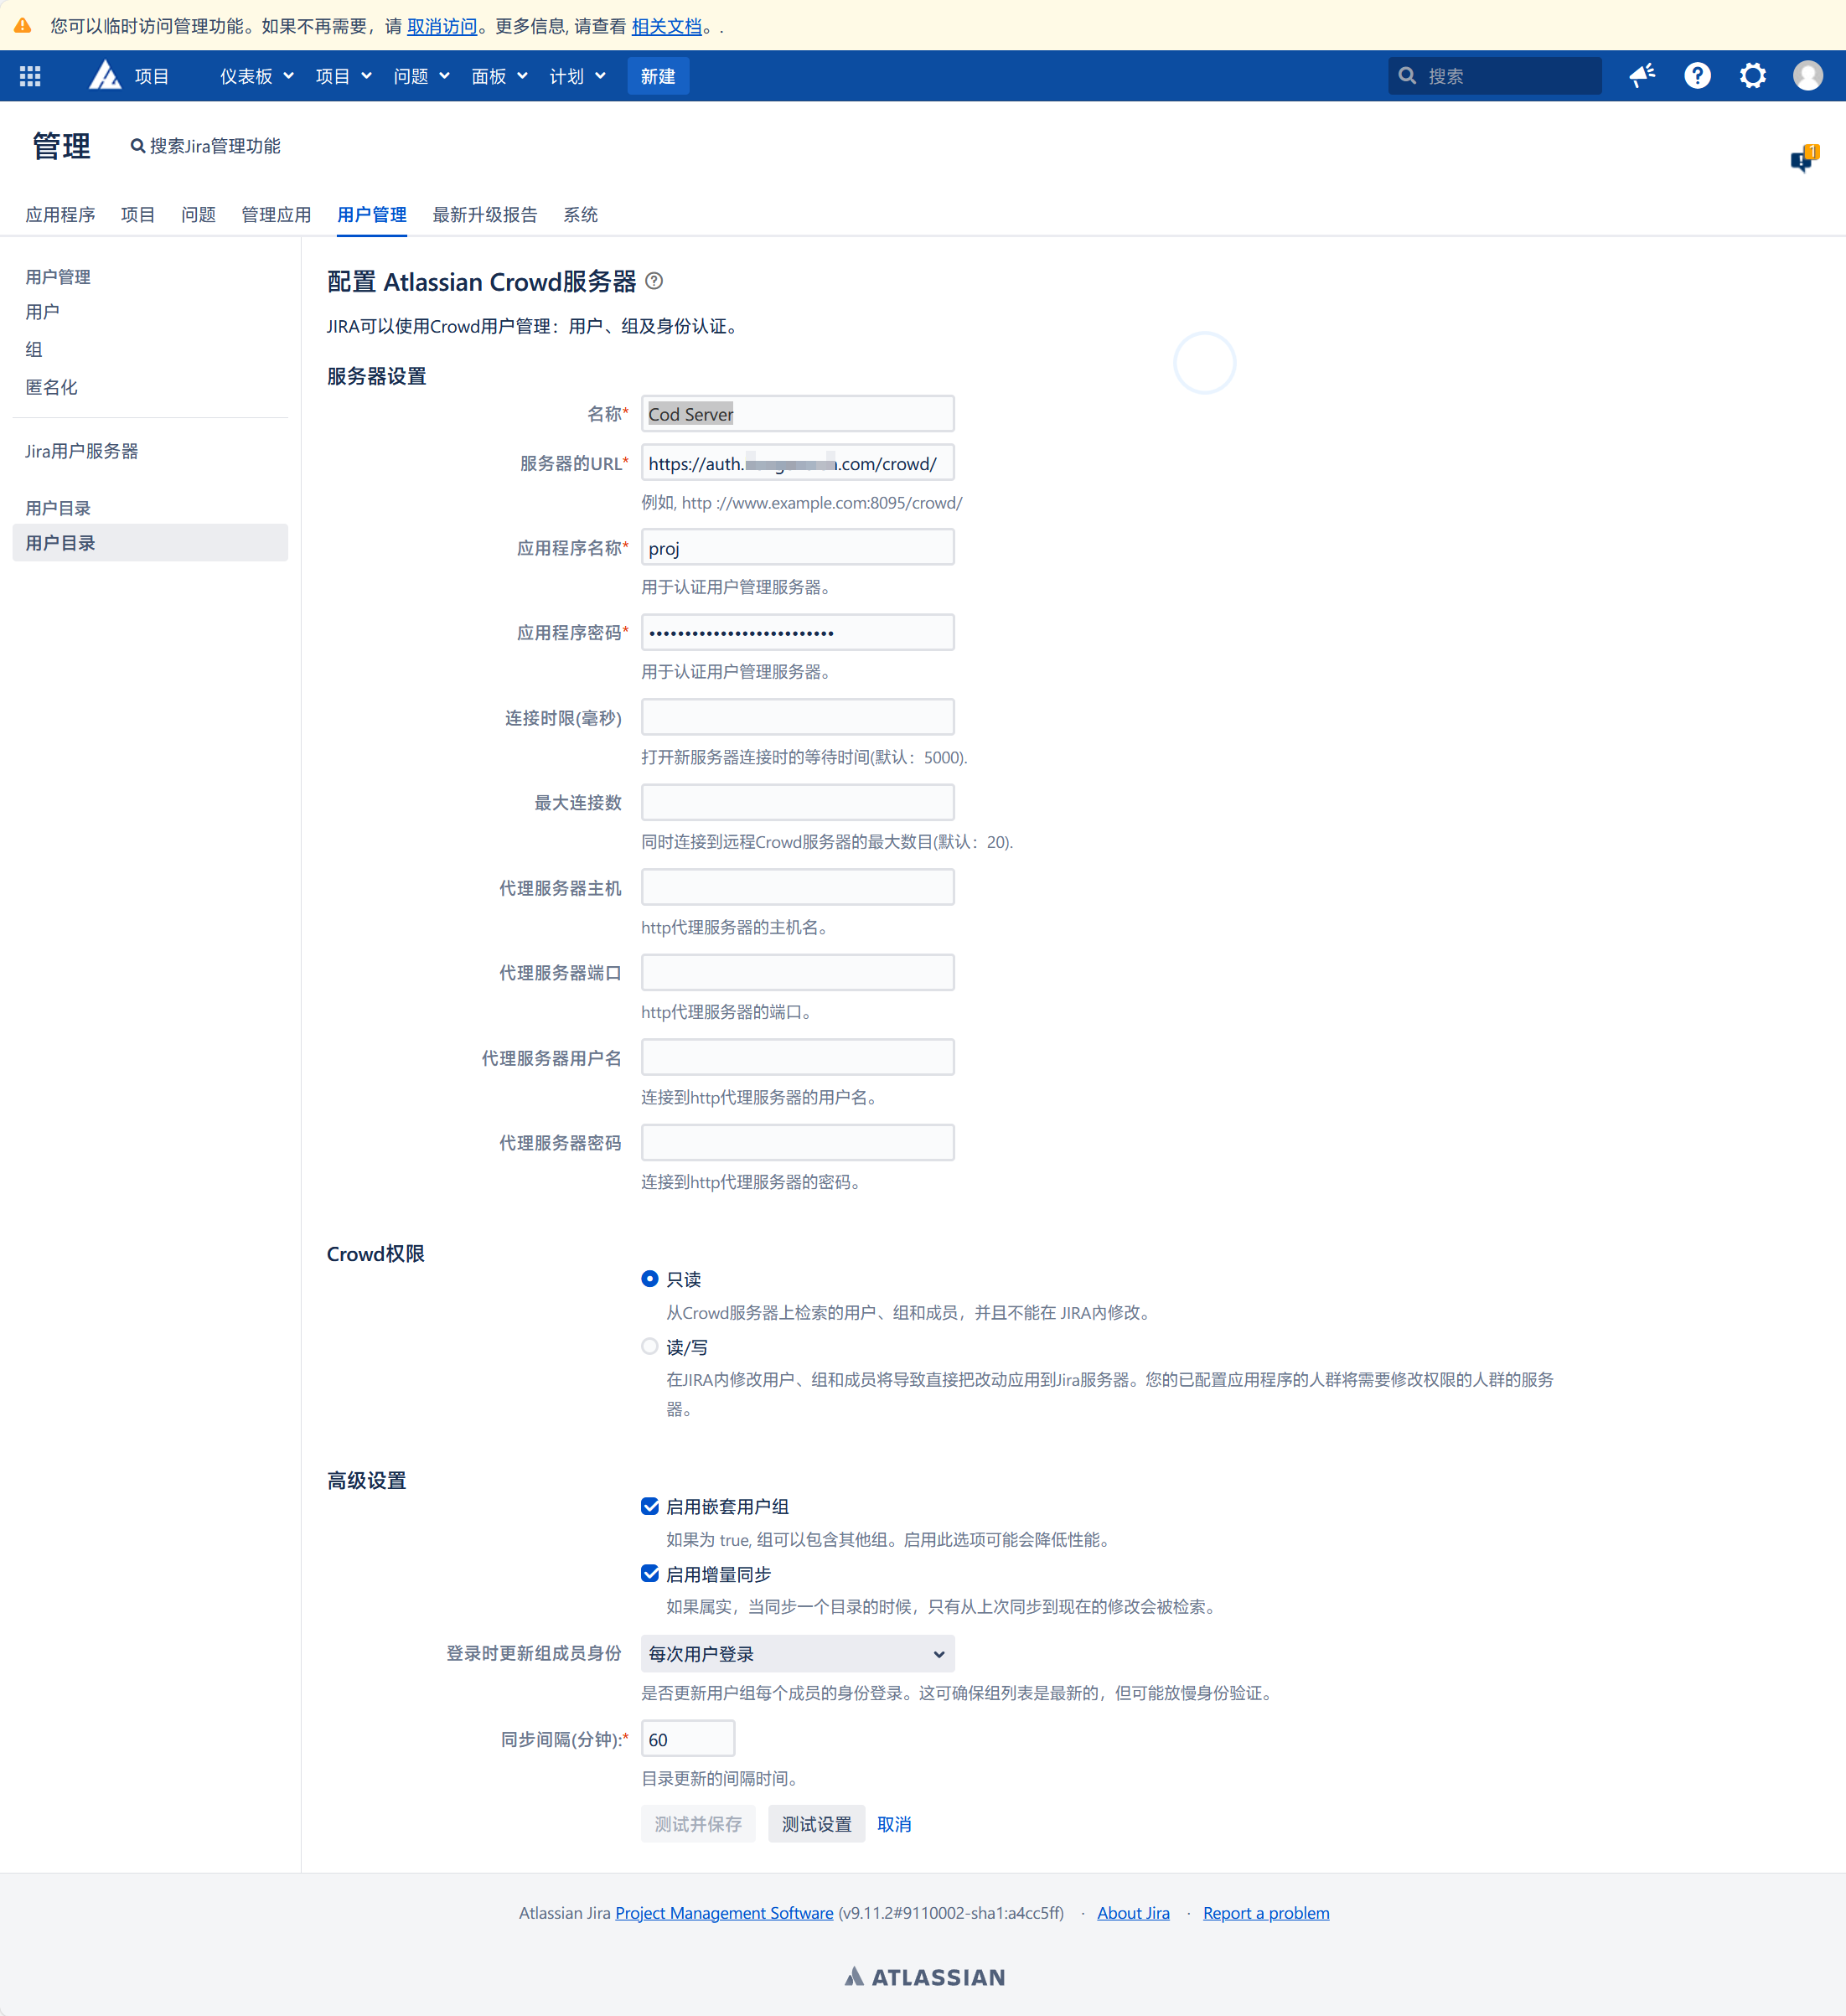 您可以临时访问管理功能。如果不再需要，请 取消访问。更多信息, 请查看 相关文档。.
项目 仪表板 项目 问题 面板 计划 新建 搜索
管理 搜索Jira管理功能
1
应用程序 项目 问题 管理应用 用户管理 最新升级报告 系统
用户管理
用户
组
匿名化
Jira用户服务器
用户目录
用户目录
配置 Atlassian Crowd服务器
JIRA可以使用Crowd用户管理：用户、组及身份认证。
服务器设置
名称* Cod Server
服务器的URL* https://auth. .com/crowd/
例如, http ://www.example.com:8095/crowd/
应用程序名称* proj
用于认证用户管理服务器。
应用程序密码* ••••••••••••••••••••••••••
用于认证用户管理服务器。
连接时限(毫秒)
打开新服务器连接时的等待时间(默认：5000).
最大连接数
同时连接到远程Crowd服务器的最大数目(默认：20).
代理服务器主机
http代理服务器的主机名。
代理服务器端口
http代理服务器的端口。
代理服务器用户名
连接到http代理服务器的用户名。
代理服务器密码
连接到http代理服务器的密码。
Crowd权限
只读
从Crowd服务器上检索的用户、组和成员，并且不能在 JIRA内修改。
读/写
在JIRA内修改用户、组和成员将导致直接把改动应用到Jira服务器。您的已配置应用程序的人群将需要修改权限的人群的服务
器。
高级设置
启用嵌套用户组
如果为 true, 组可以包含其他组。启用此选项可能会降低性能。
启用增量同步
如果属实，当同步一个目录的时候，只有从上次同步到现在的修改会被检索。
登录时更新组成员身份 每次用户登录
是否更新用户组每个成员的身份登录。这可确保组列表是最新的，但可能放慢身份验证。
同步间隔(分钟):* 60
目录更新的间隔时间。
测试并保存 测试设置 取消
Atlassian Jira Project Management Software (v9.11.2#9110002-sha1:a4cc5ff) · About Jira · Report a problem
ATLASSIAN